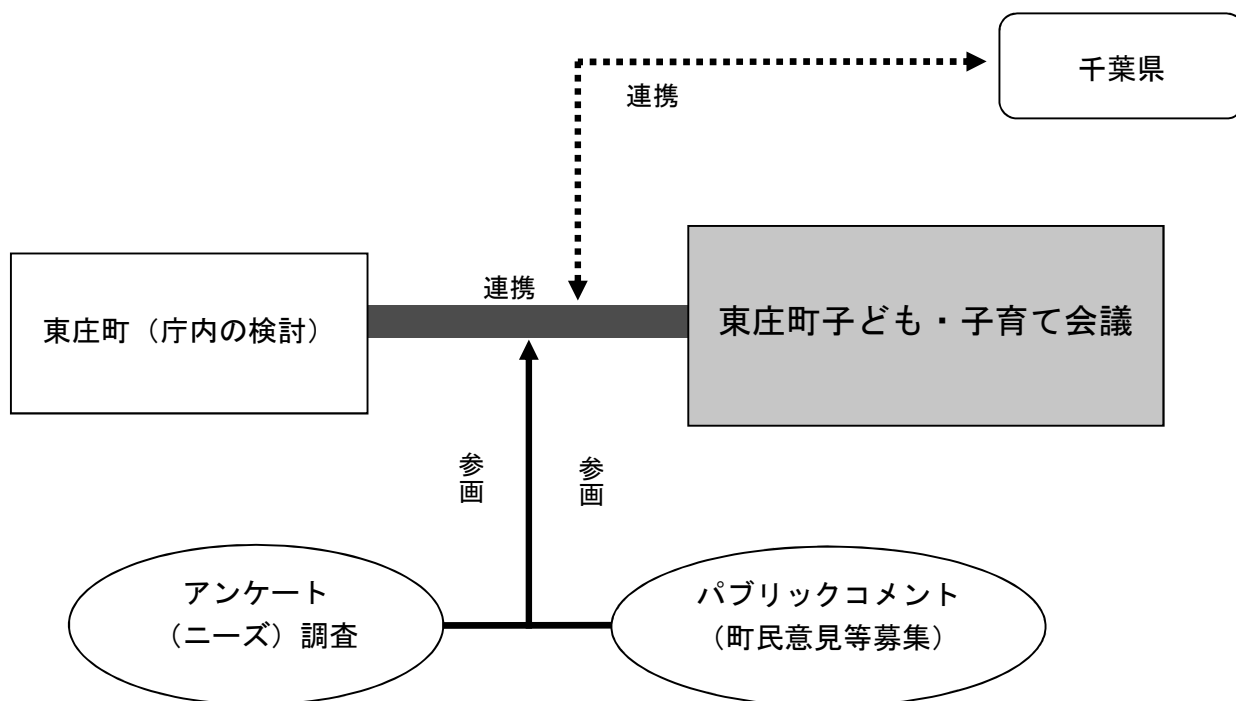 千葉県
連携
連携
東庄町（庁内の検討）
東庄町子ども・子育て会議
参画
参画
アンケート
（ニーズ）調査
パブリックコメント
（町民意見等募集）